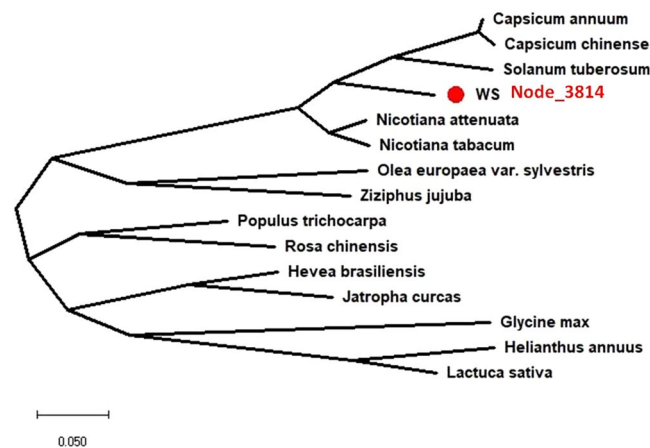 Capsicum annuum
Capsicum chinense
Solanum tuberosum
WS Node_3814
Nicotiana attenuata
Nicotiana tabacum
Olea europaea var. sylvestris
Ziziphus jujuba
Populus trichocarpa
Rosa chinensis
Hevea brasiliensis
Jatropha curcas
Glycine max
Helianthus annuus
Lactuca sativa
0.050